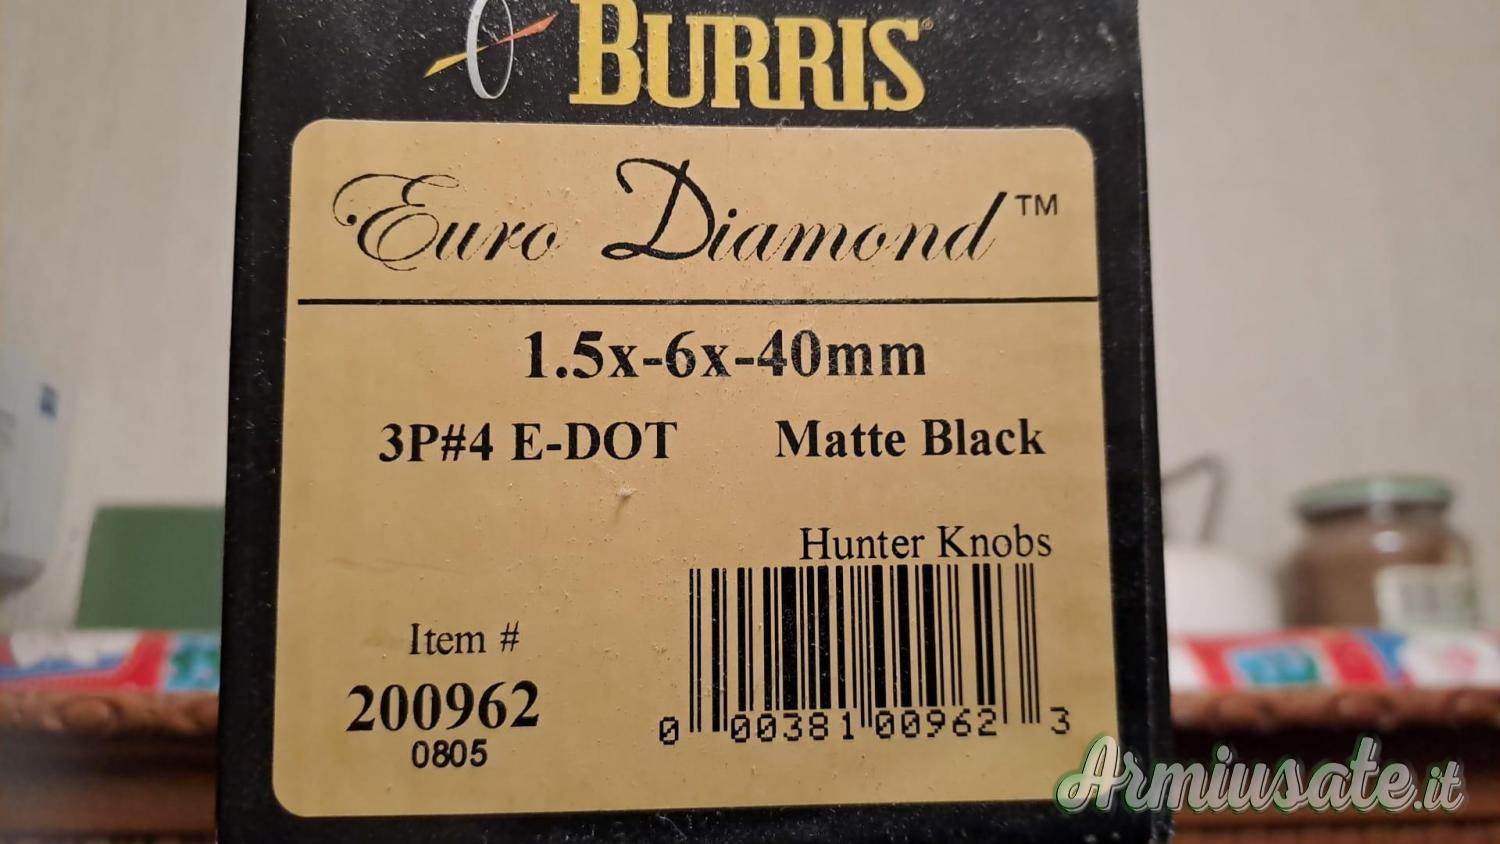 BURRIS®
Euro Diamond™
1.5x-6x-40mm
3P#4 E-DOT Matte Black
Hunter Knobs
Item #
200962
0805
0 00381 00962 3
Armiusate.it